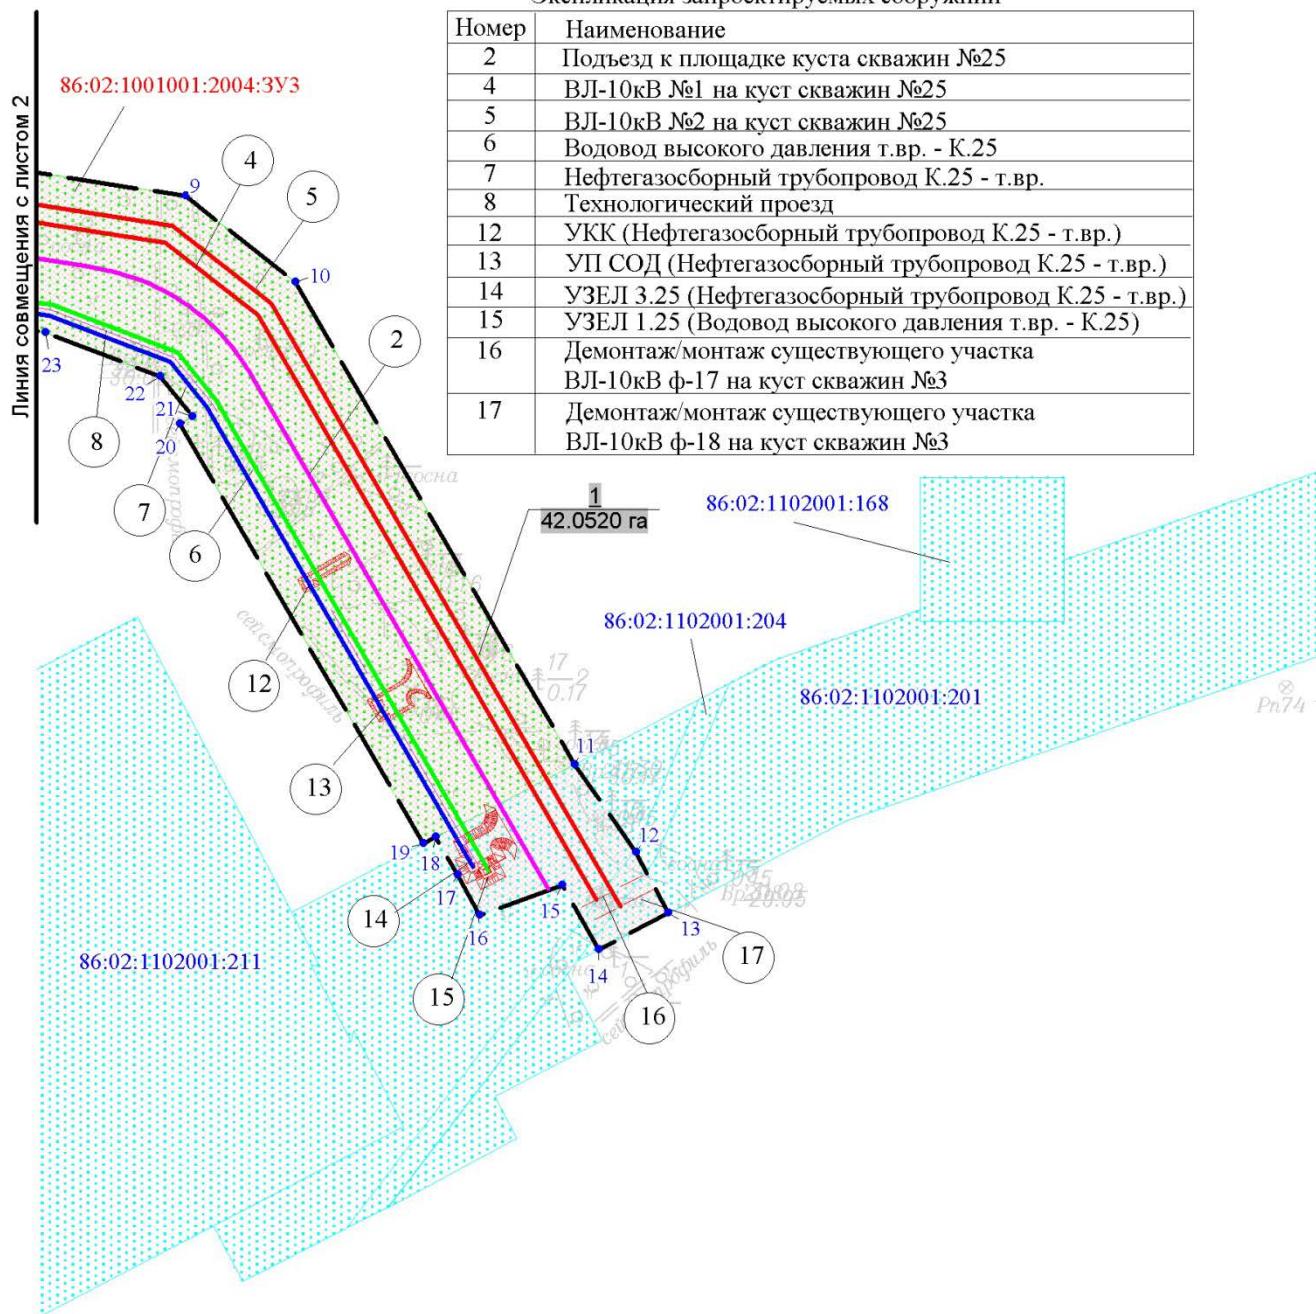 Экспликация запроектируемых сооружний
Номер Наименование
2 Подъезд к площадке куста скважин №25
4 ВЛ-10кВ №1 на куст скважин №25
5 ВЛ-10кВ №2 на куст скважин №25
6 Водовод высокого давления т.вр. - К.25
7 Нефтегазосборный трубопровод К.25 - т.вр.
8 Технологический проезд
12 УКК (Нефтегазосборный трубопровод К.25 - т.вр.)
13 УП СОД (Нефтегазосборный трубопровод К.25 - т.вр.)
14 УЗЕЛ 3.25 (Нефтегазосборный трубопровод К.25 - т.вр.)
15 УЗЕЛ 1.25 (Водовод высокого давления т.вр. - К.25)
16 Демонтаж/монтаж существующего участка
ВЛ-10кВ ф-17 на куст скважин №3
17 Демонтаж/монтаж существующего участка
ВЛ-10кВ ф-18 на куст скважин №3
Линия совмещения с листом 2
86:02:1001001:2004:ЗУ3
4
9
5
10
2
23
22
21
20
8
7
6
1
42.0520 га
86:02:1102001:168
86:02:1102001:204
86:02:1102001:201
Рп74
сейсмопрофиль
17
0.17
2
12
13
11
12
19
18
17
16
15
14
13
14
15
16
17
86:02:1102001:211